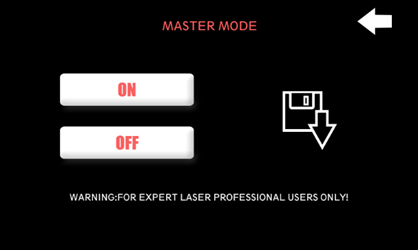 MASTER MODE
ON
OFF
WARNING:FOR EXPERT LASER PROFESSIONAL USERS ONLY!